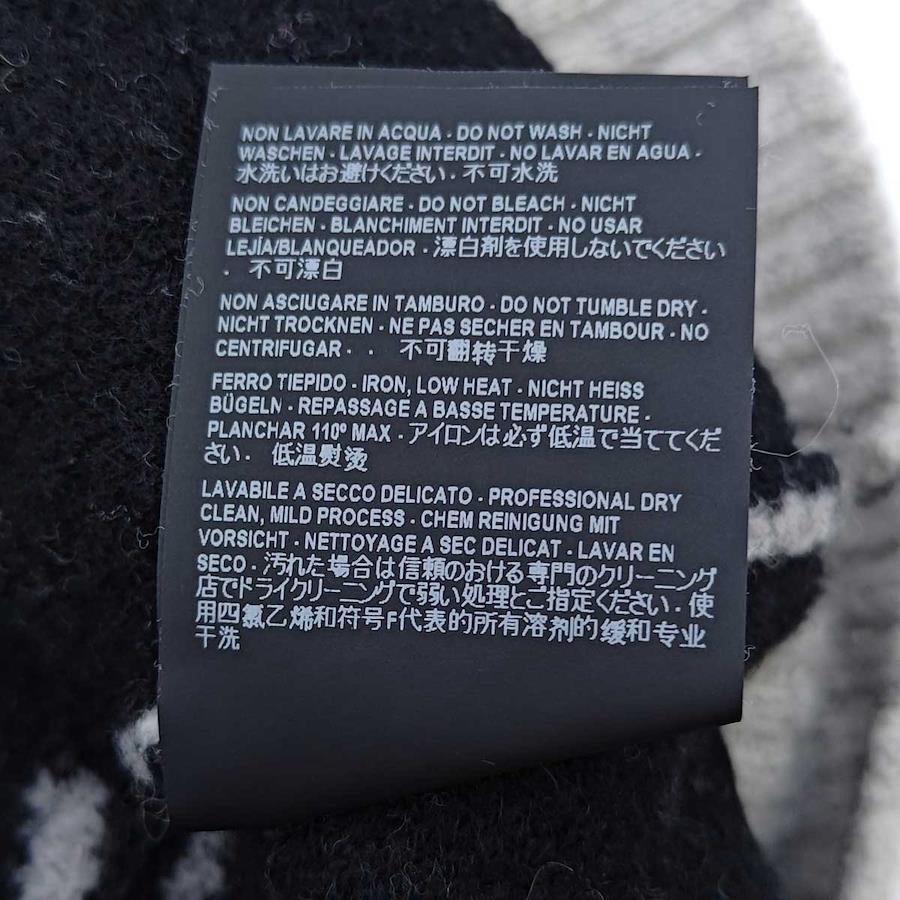 NON LAVARE IN ACQUA - DO NOT WASH - NICHT
WASCHEN - LAVAGE INTERDIT - NO LAVAR EN AGUA -
水洗いはお避けください - 不可水洗
NON CANDEGGIARE - DO NOT BLEACH - NICHT
BLEICHEN - BLANCHIMENT INTERDIT - NO USAR
LEJÍA/BLANQUEADOR - 漂白剤を使用しないでください
- 不可漂白
NON ASCIUGARE IN TAMBURO - DO NOT TUMBLE DRY -
NICHT TROCKNEN - NE PAS SECHER EN TAMBOUR - NO
CENTRIFUGAR - - 不可翻转干燥
FERRO TIEPIDO - IRON, LOW HEAT - NICHT HEISS
BÜGELN - REPASSAGE A BASSE TEMPERATURE -
PLANCHAR 110º MAX - アイロンは必ず低温で当ててくだ
さい - 低温熨烫
LAVABILE A SECCO DELICATO - PROFESSIONAL DRY
CLEAN, MILD PROCESS - CHEM REINIGUNG MIT
VORSICHT - NETTOYAGE A SEC DELICAT - LAVAR EN
SECO - 汚れた場合は信頼のおける専門のクリーニング
店でドライクリーニングで弱い処理とご指定ください - 使
用四氯乙烯和符号F代表的所有溶剂的缓和专业
干洗